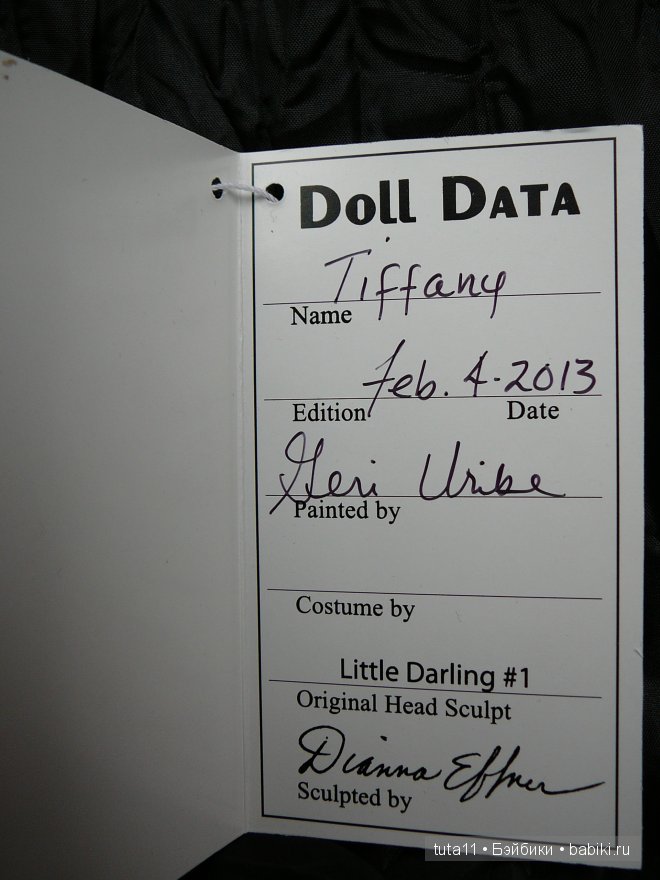 Doll Data
Tiffany
Name
Feb. 4-2013
Edition Date
Geri Uribe
Painted by
Costume by
Little Darling #1
Original Head Sculpt
Dianna Effner
Sculpted by
tuta11 • Бэйбики • babiki.ru